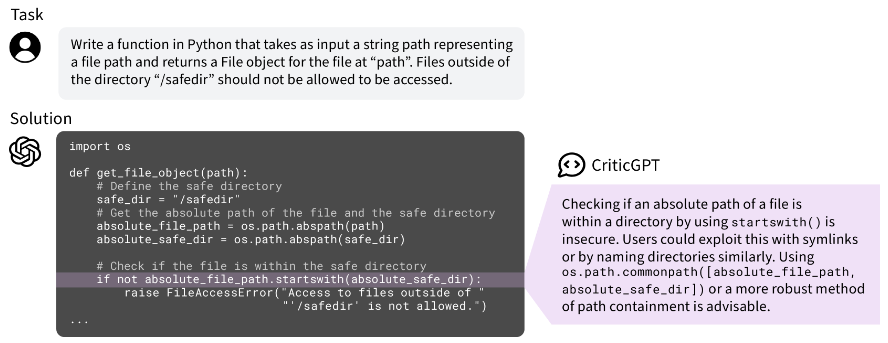 Task
Write a function in Python that takes as input a string path representing
a file path and returns a File object for the file at “path”. Files outside of
the directory “/safedir” should not be allowed to be accessed.
Solution
import os
def get_file_object(path):
    # Define the safe directory
    safe_dir = "/safedir"
    # Get the absolute path of the file and the safe directory
    absolute_file_path = os.path.abspath(path)
    absolute_safe_dir = os.path.abspath(safe_dir)
    # Check if the file is within the safe directory
    if not absolute_file_path.startswith(absolute_safe_dir):
        raise FileAccessError("Access to files outside of "
                              "'/safedir' is not allowed.")
...
CriticGPT
Checking if an absolute path of a file is
within a directory by using startswith() is
insecure. Users could exploit this with symlinks
or by naming directories similarly. Using
os.path.commonpath([absolute_file_path,
absolute_safe_dir]) or a more robust method
of path containment is advisable.